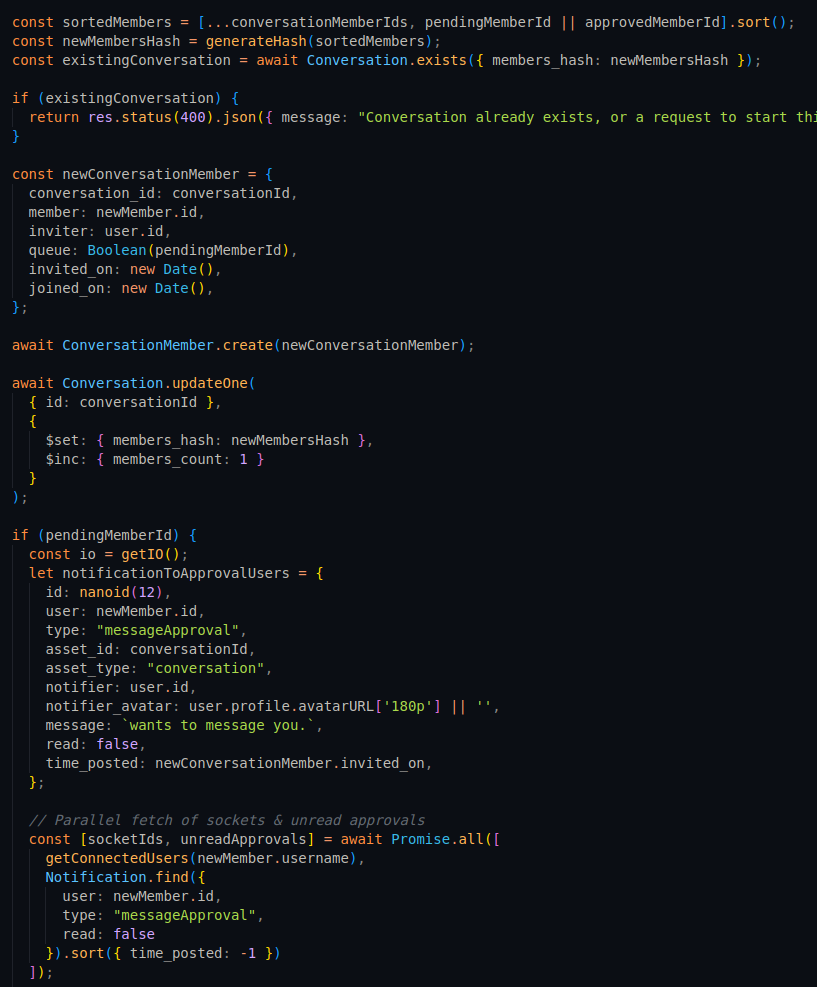 const sortedMembers = [...conversationMemberIds, pendingMemberId || approvedMemberId].sort();
const newMembersHash = generateHash(sortedMembers);
const existingConversation = await Conversation.exists({ members_hash: newMembersHash });

if (existingConversation) {
  return res.status(400).json({ message: "Conversation already exists, or a request to start thi
}

const newConversationMember = {
  conversation_id: conversationId,
  member: newMember.id,
  inviter: user.id,
  queue: Boolean(pendingMemberId),
  invited_on: new Date(),
  joined_on: new Date(),
};

await ConversationMember.create(newConversationMember);

await Conversation.updateOne(
  { id: conversationId },
  {
    $set: { members_hash: newMembersHash },
    $inc: { members_count: 1 }
  }
);

if (pendingMemberId) {
  const io = getIO();
  let notificationToApprovalUsers = {
    id: nanoid(12),
    user: newMember.id,
    type: "messageApproval",
    asset_id: conversationId,
    asset_type: "conversation",
    notifier: user.id,
    notifier_avatar: user.profile.avatarURL['180p'] || '',
    message: `wants to message you.`,
    read: false,
    time_posted: newConversationMember.invited_on,
  };

  // Parallel fetch of sockets & unread approvals
  const [socketIds, unreadApprovals] = await Promise.all([
    getConnectedUsers(newMember.username),
    Notification.find({
      user: newMember.id,
      type: "messageApproval",
      read: false
    }).sort({ time_posted: -1 })
  ]);